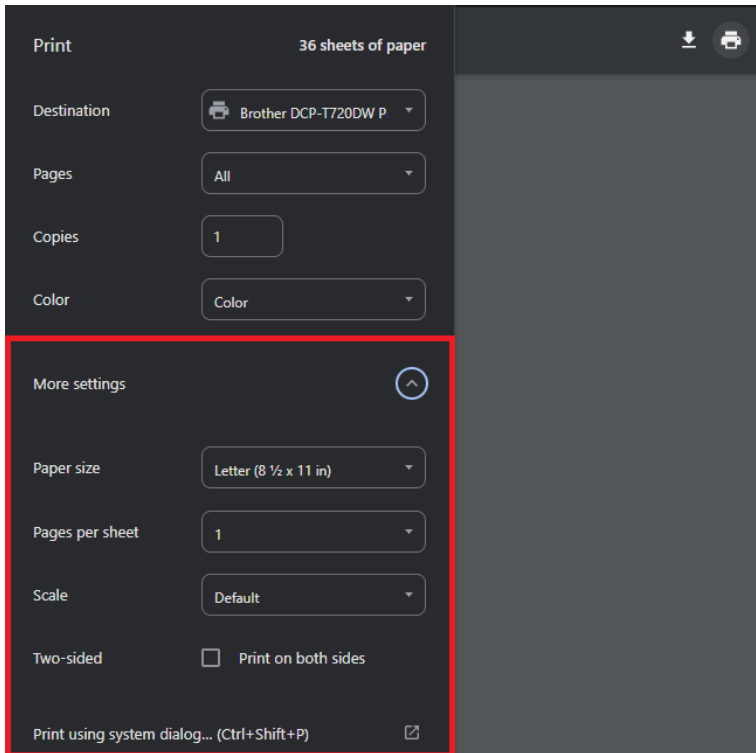 Print 36 sheets of paper
Destination Brother DCP-T720DW P
Pages All
Copies 1
Color Color
More settings
Paper size Letter (8 ½ x 11 in)
Pages per sheet 1
Scale Default
Two-sided Print on both sides
Print using system dialog... (Ctrl+Shift+P)